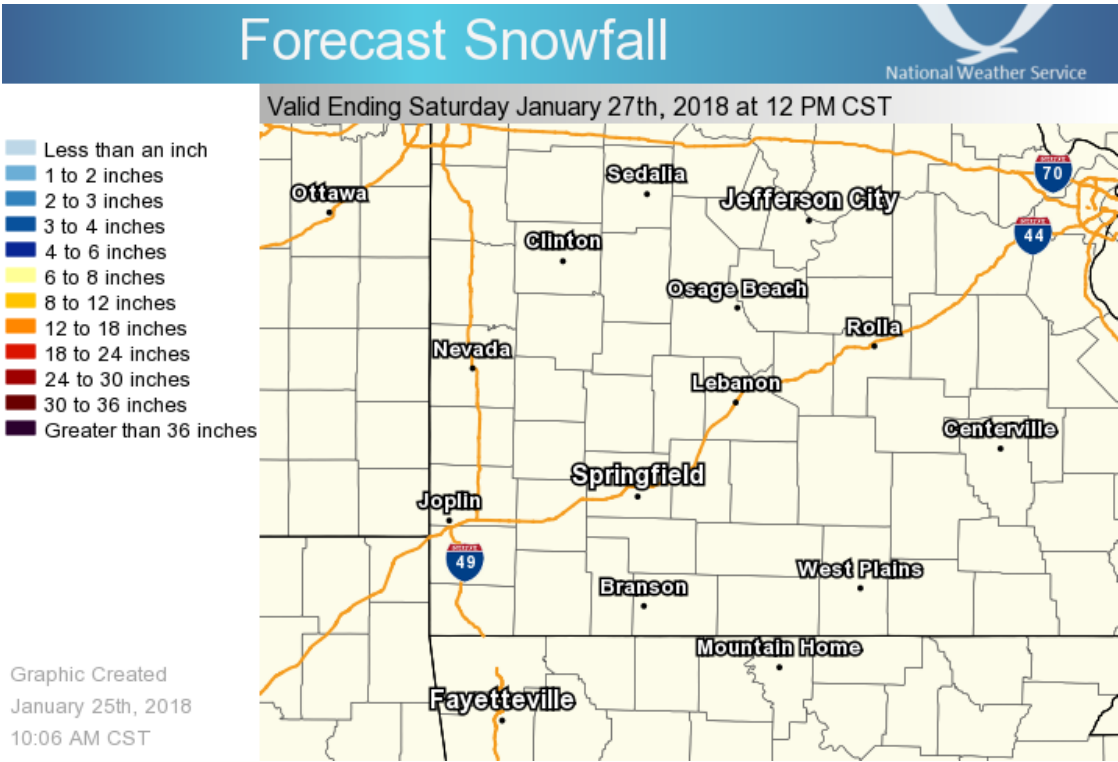 Forecast Snowfall
National Weather Service
Valid Ending Saturday January 27th, 2018 at 12 PM CST
Less than an inch
1 to 2 inches
2 to 3 inches
3 to 4 inches
4 to 6 inches
6 to 8 inches
8 to 12 inches
12 to 18 inches
18 to 24 inches
24 to 30 inches
30 to 36 inches
Greater than 36 inches
70
Sedalia
Ottawa
Jefferson City
44
Clinton
Osage Beach
Rolla
Nevada
Lebanon
Centerville
Springfield
Joplin
49
West Plains
Branson
Mountain Home
Fayetteville
Graphic Created
January 25th, 2018
10:06 AM CST